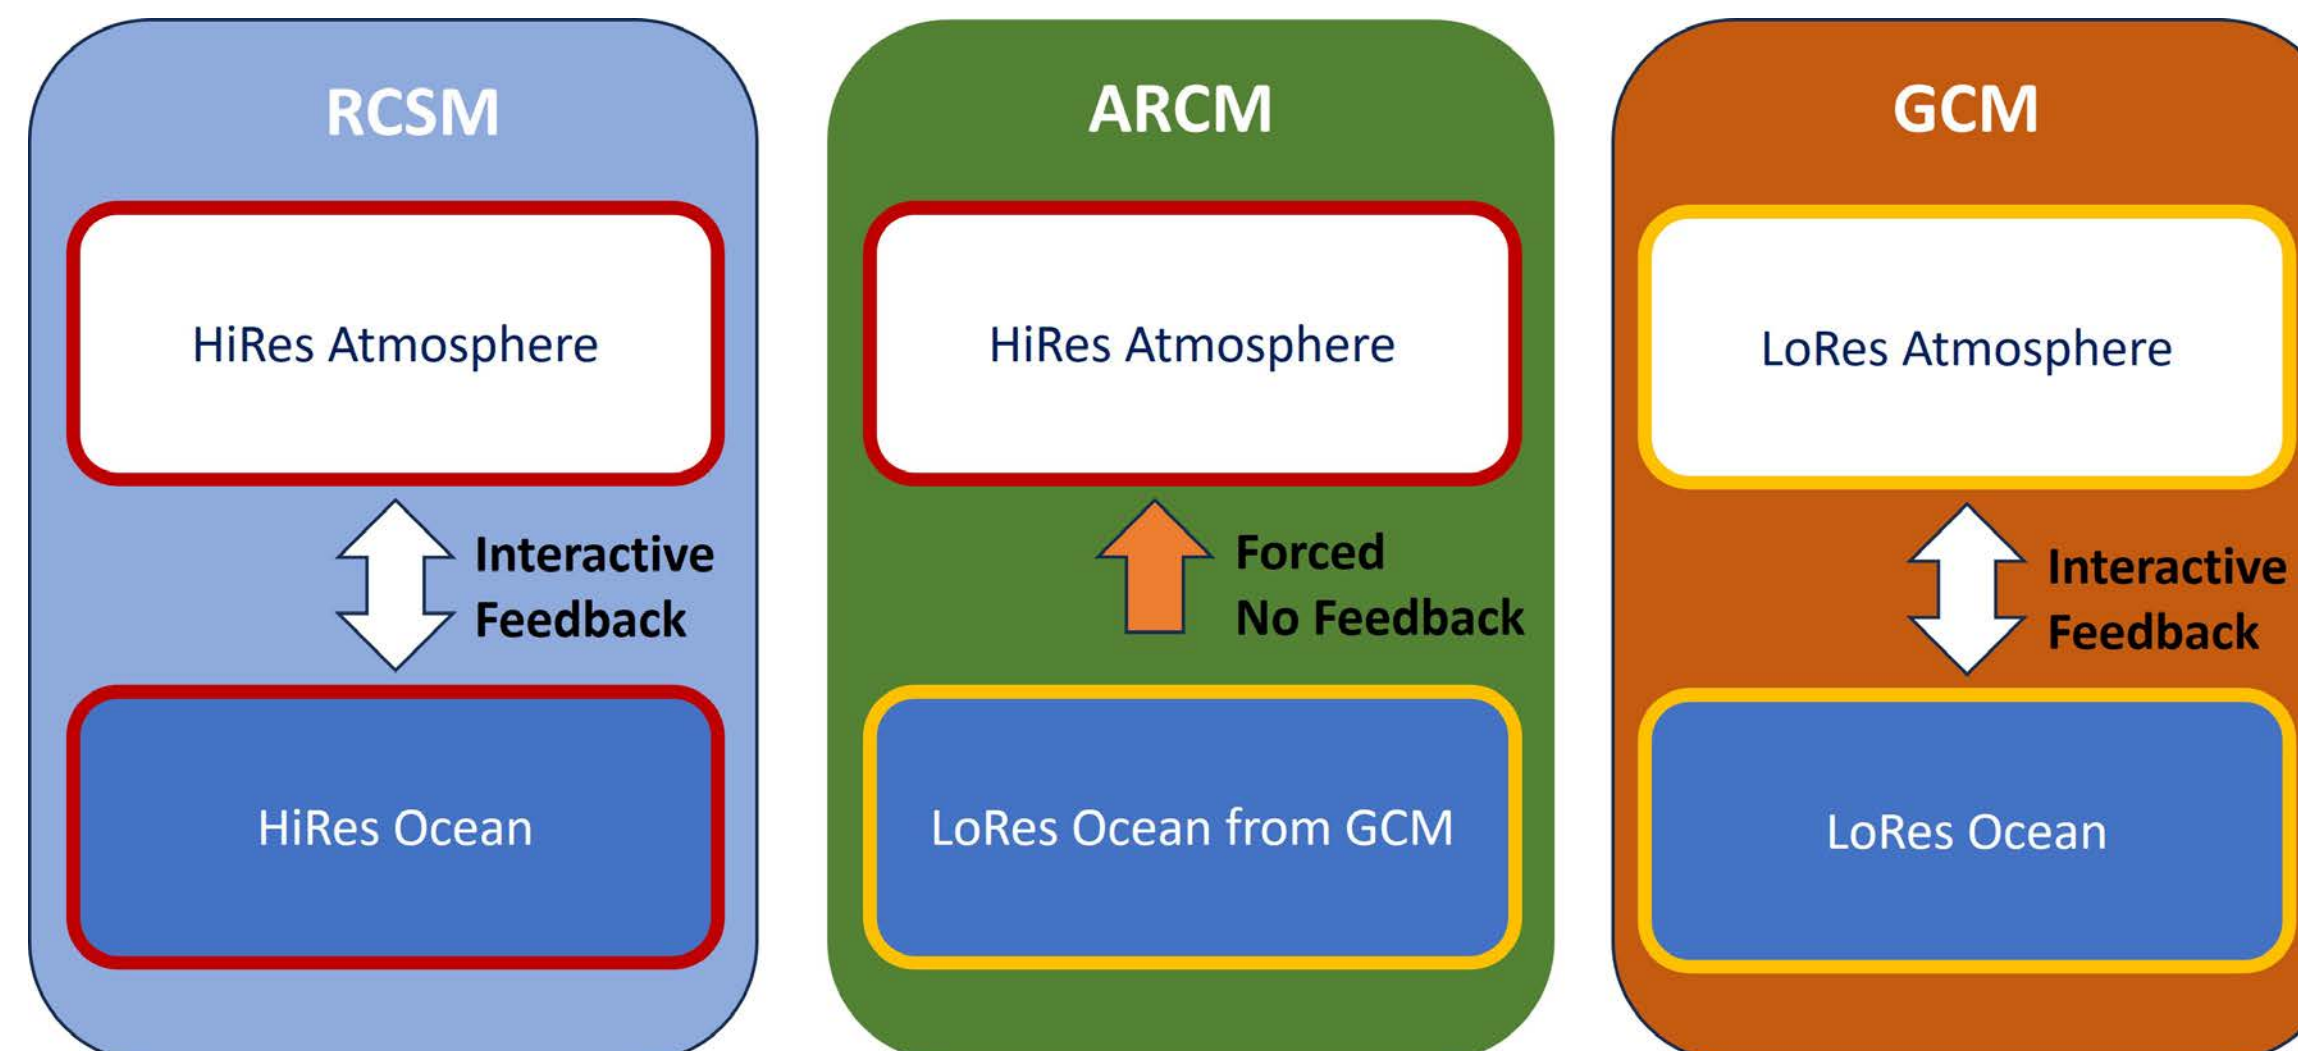 RCSM
HiRes Atmosphere
Interactive
Feedback
HiRes Ocean
ARCM
HiRes Atmosphere
Forced
No Feedback
LoRes Ocean from GCM
GCM
LoRes Atmosphere
Interactive
Feedback
LoRes Ocean